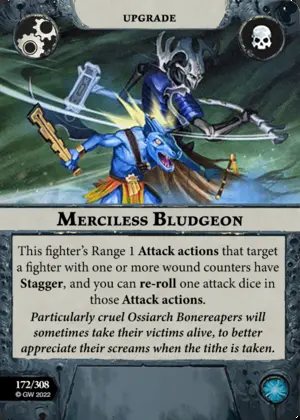 UPGRADE
MERCILESS BLUDGEON
This fighter's Range 1 Attack actions that target
a fighter with one or more wound counters have
Stagger, and you can re-roll one attack dice in
those Attack actions.
Particularly cruel Ossiarch Bonereapers will
sometimes take their victims alive, to better
appreciate their screams when the tithe is taken.
172/308
© GW 2022